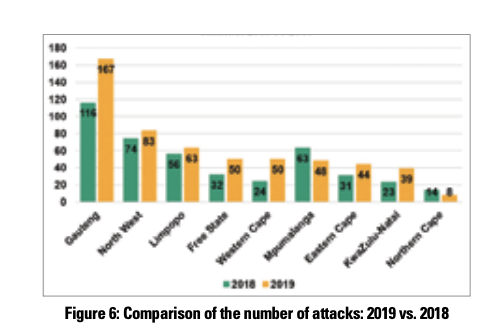 180
160
140
120
100
80
60
40
20
0
116 167
74 83
56 63
32 50
24 50
63 48
31 44
23 39
14 8
Gauteng
North West
Limpopo
Free State
Western Cape
Mpumalanga
Eastern Cape
KwaZulu-Natal
Northern Cape
2018 2019
Figure 6: Comparison of the number of attacks: 2019 vs. 2018